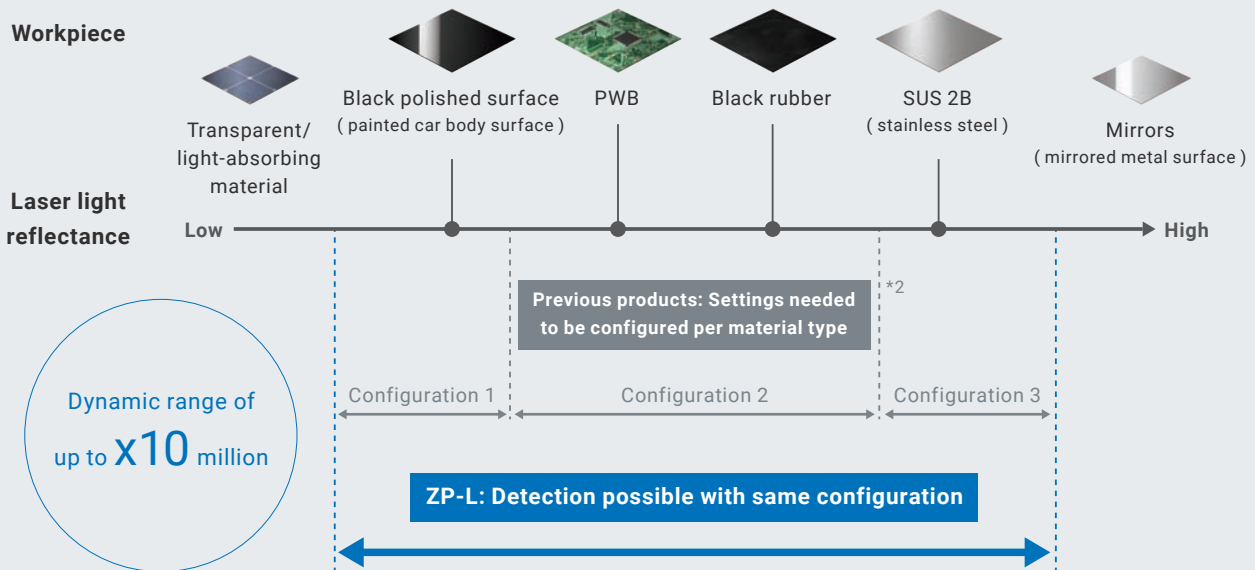 Workpiece
Transparent/
light-absorbing
material
Black polished surface
( painted car body surface )
PWB
Black rubber
SUS 2B
( stainless steel )
Mirrors
( mirrored metal surface )
Laser light
reflectance
Low
High
Previous products: Settings needed
to be configured per material type
*2
Configuration 1
Configuration 2
Configuration 3
Dynamic range of
up to x10 million
ZP-L: Detection possible with same configuration